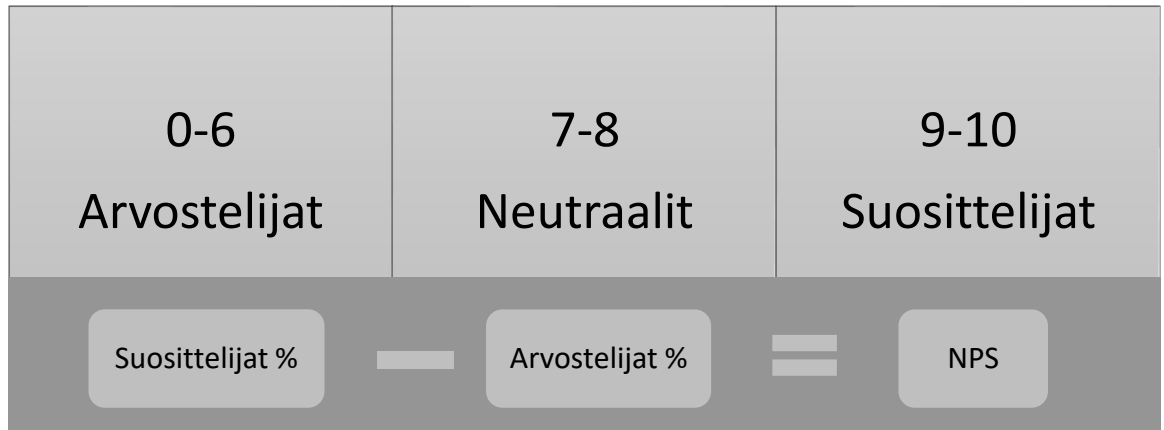 0-6
Arvostelijat
7-8
Neutraalit
9-10
Suosittelijat
Suosittelijat %
Arvostelijat %
NPS